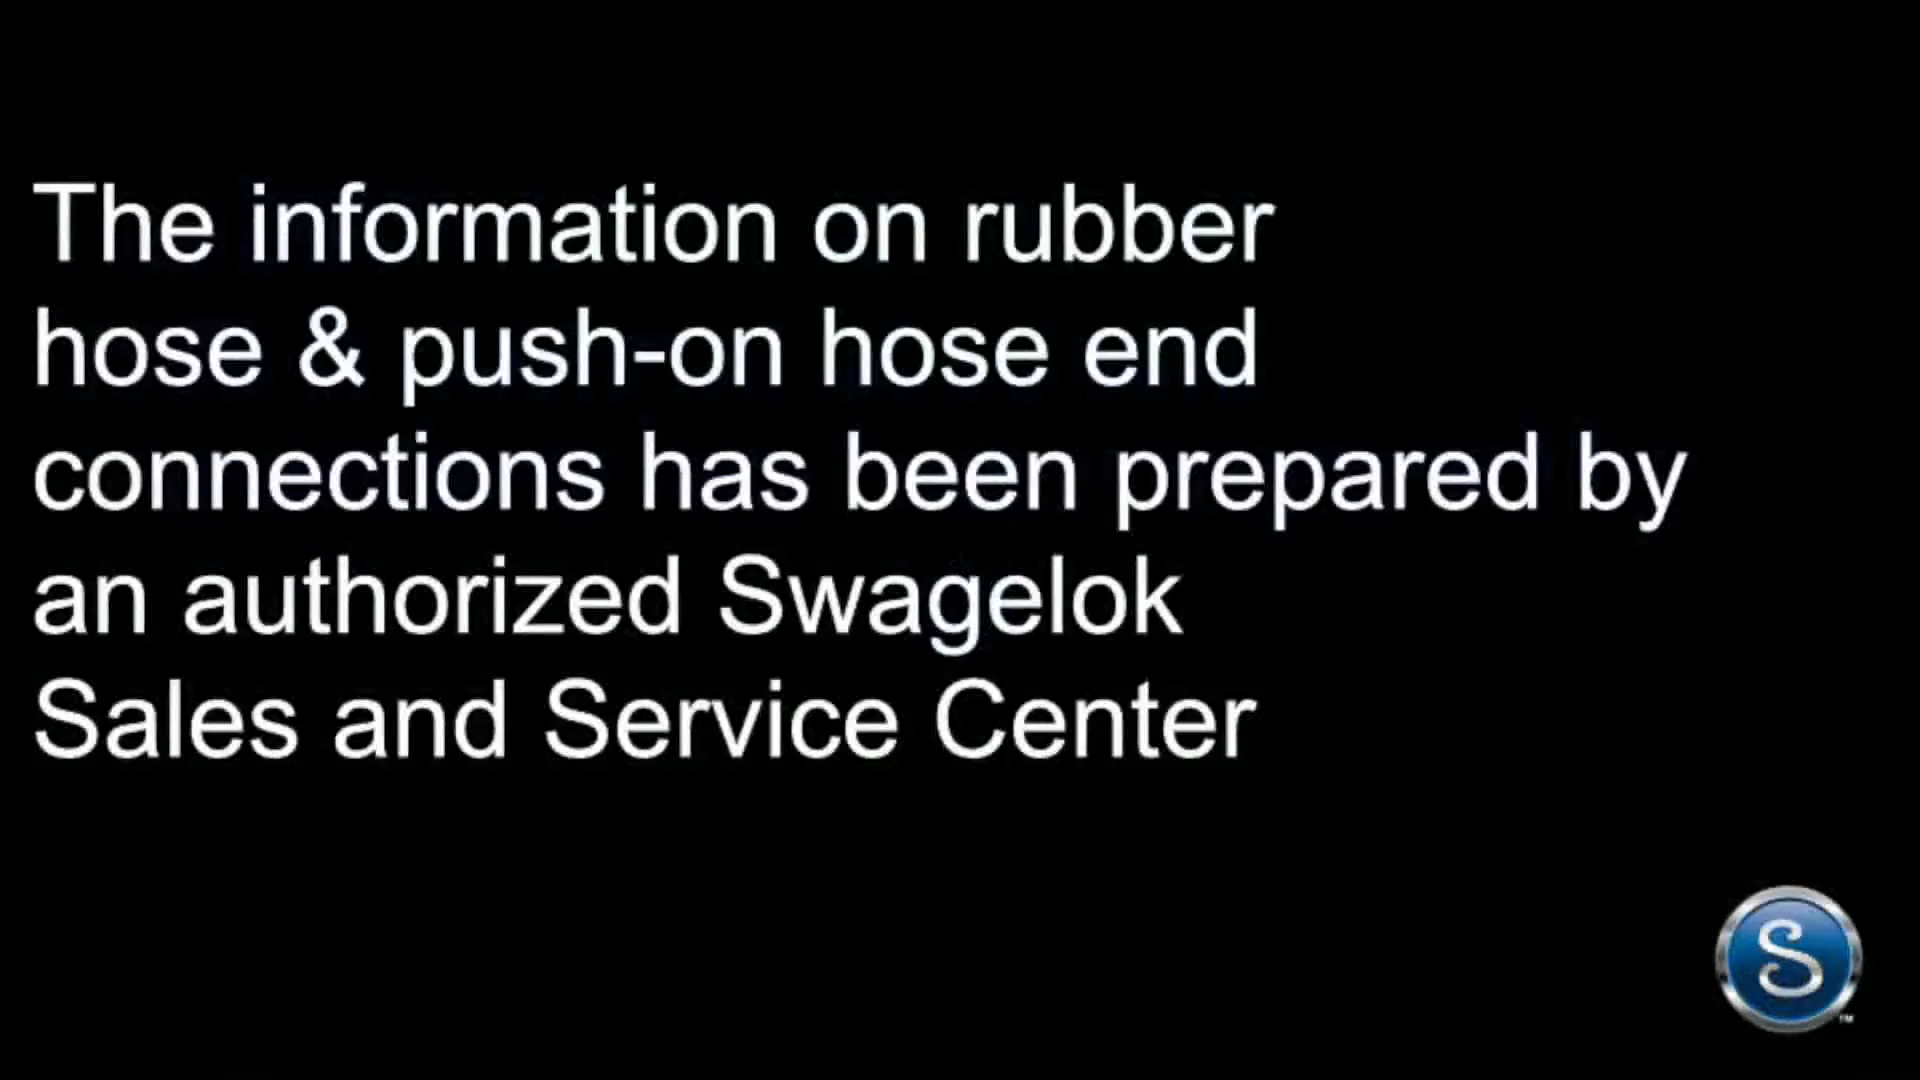 The information on rubber
hose & push-on hose end
connections has been prepared by
an authorized Swagelok
Sales and Service Center
S
TM